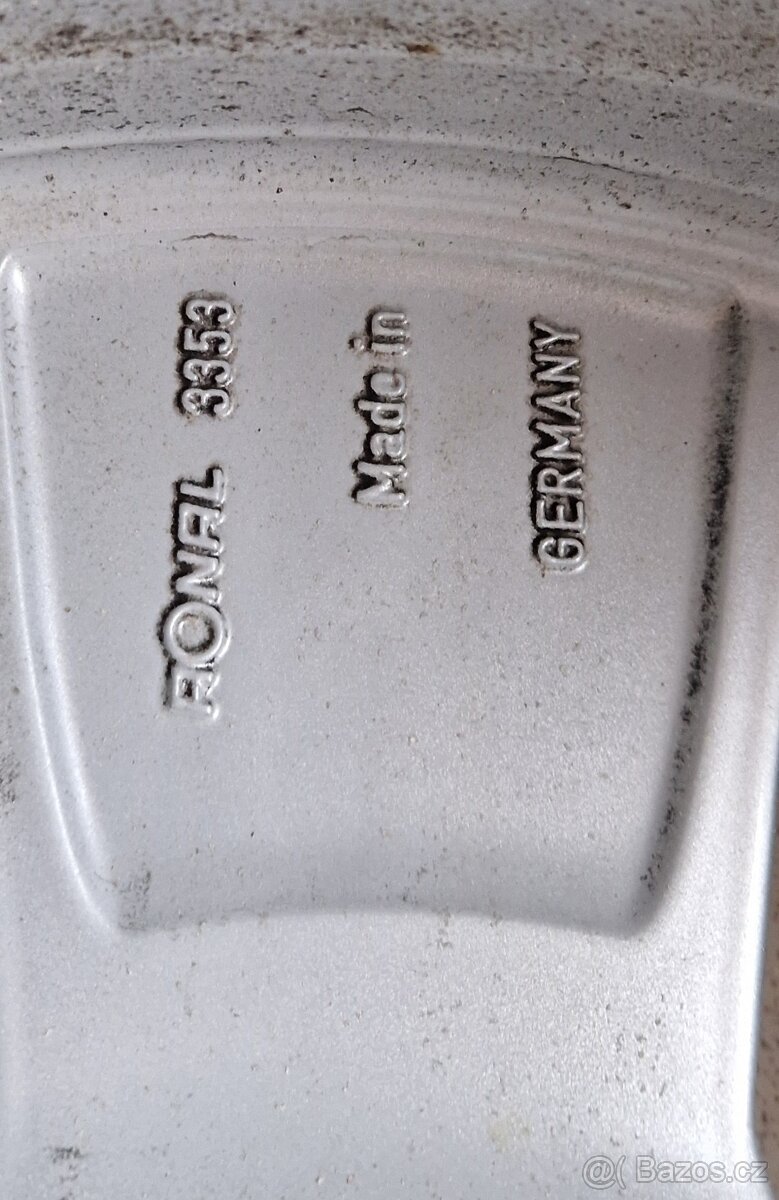 RONAL 3353
Made in
GERMANY
@( Bazos.cz